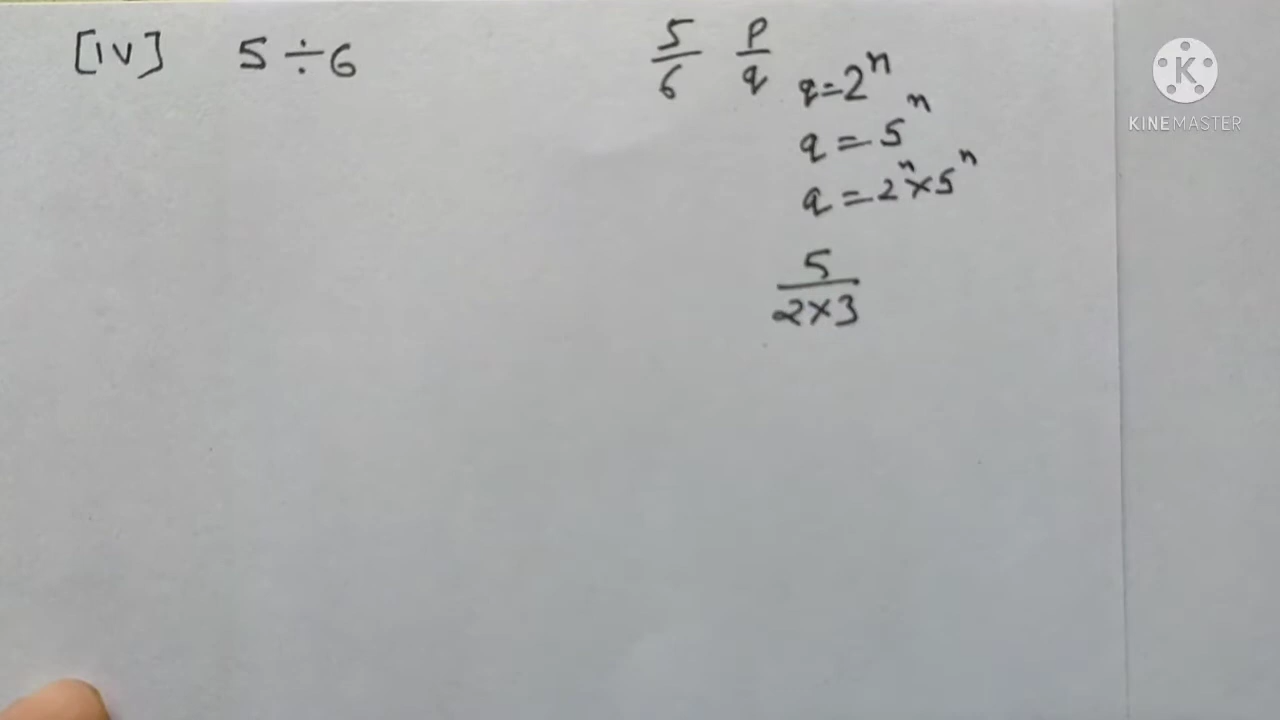 [IV] 5 ÷ 6
5/6 p/q
q = 2^n
q = 5^n
q = 2^n × 5^n
5/(2×3)
K
KINEMASTER